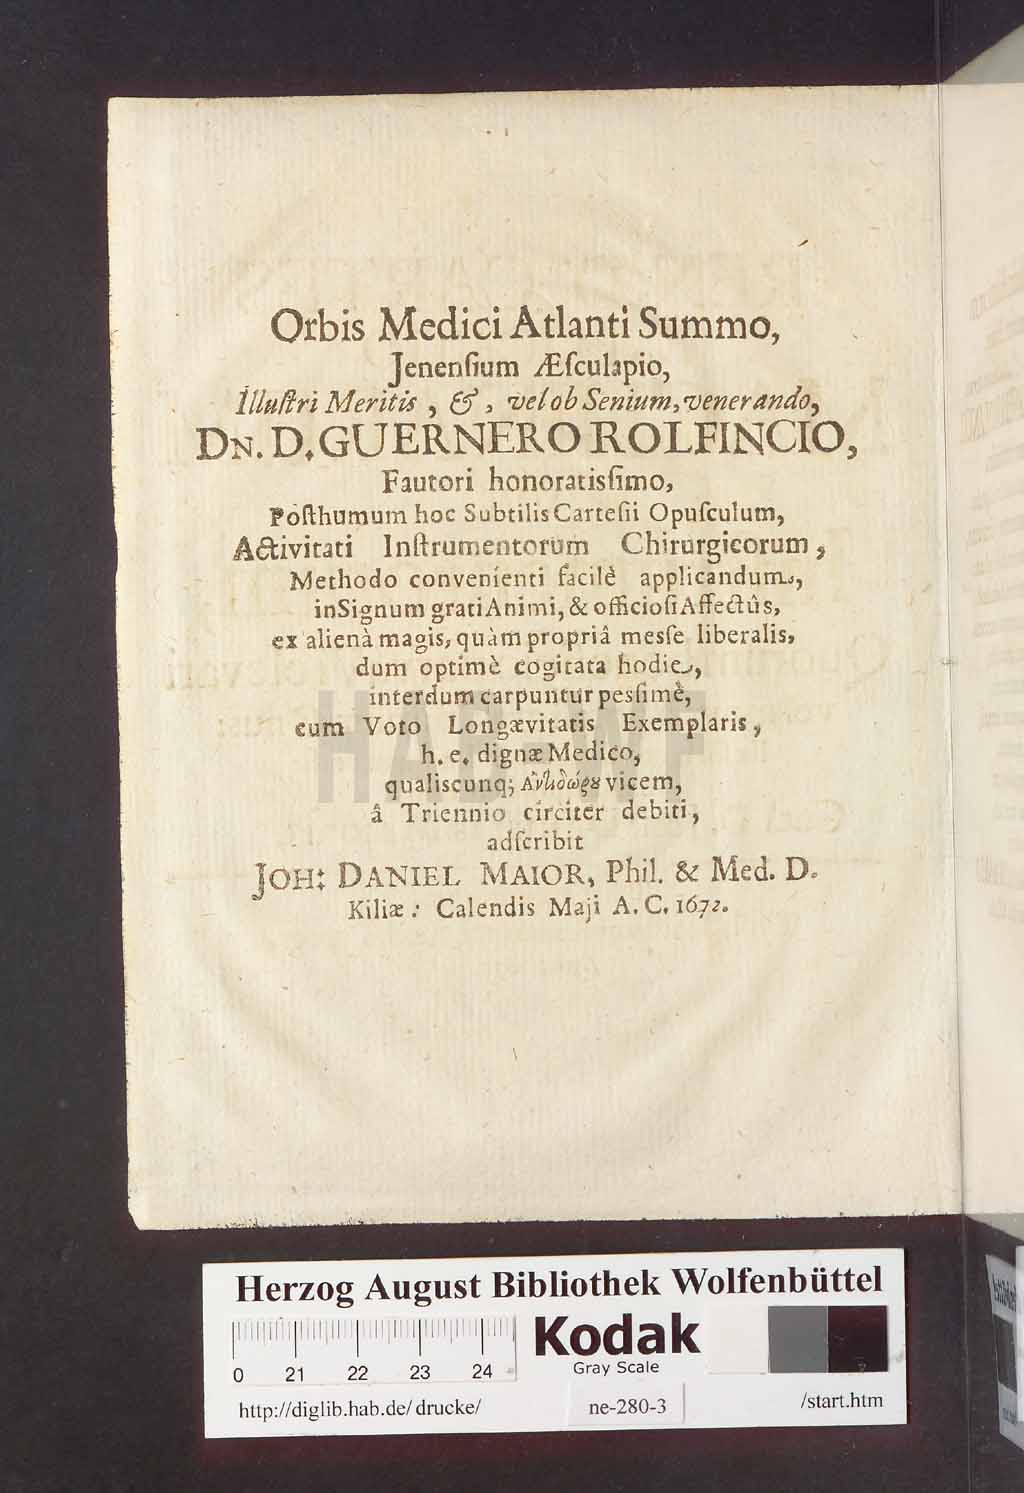 Orbis Medici Atlanti Summo,
Jenenſium Æſculapio,
Illuſtri Meritis, &, vel ob Senium, venerando,
DN. D. GUERNERO ROLFINCIO,
Fautori honoratisſimo,
Poſthumum hoc Subtilis Carteſii Opuſculum,
Activitati Inſtrumentorum Chirurgicorum,
Methodo convenienti facilè applicandum,
in Signum grati Animi, & officioſi Affectûs,
ex alienà magis, quàm propriâ mesſe liberalis,
dum optimè cogitata hodie,
interdum carpuntur pesſimè,
cum Voto Longævitatis Exemplaris,
h. e. dignæ Medico,
qualiscunq; vicem,
â Triennio circiter debiti,
adſcribit
JOH: DANIEL MAIOR, Phil. & Med. D.
Kiliæ: Calendis Maji A. C. 1672.
HAB
Herzog August Bibliothek Wolfenbüttel
0 21 22 23 24
Kodak
Gray Scale
http://diglib.hab.de/drucke/ ne-280-3 /start.htm